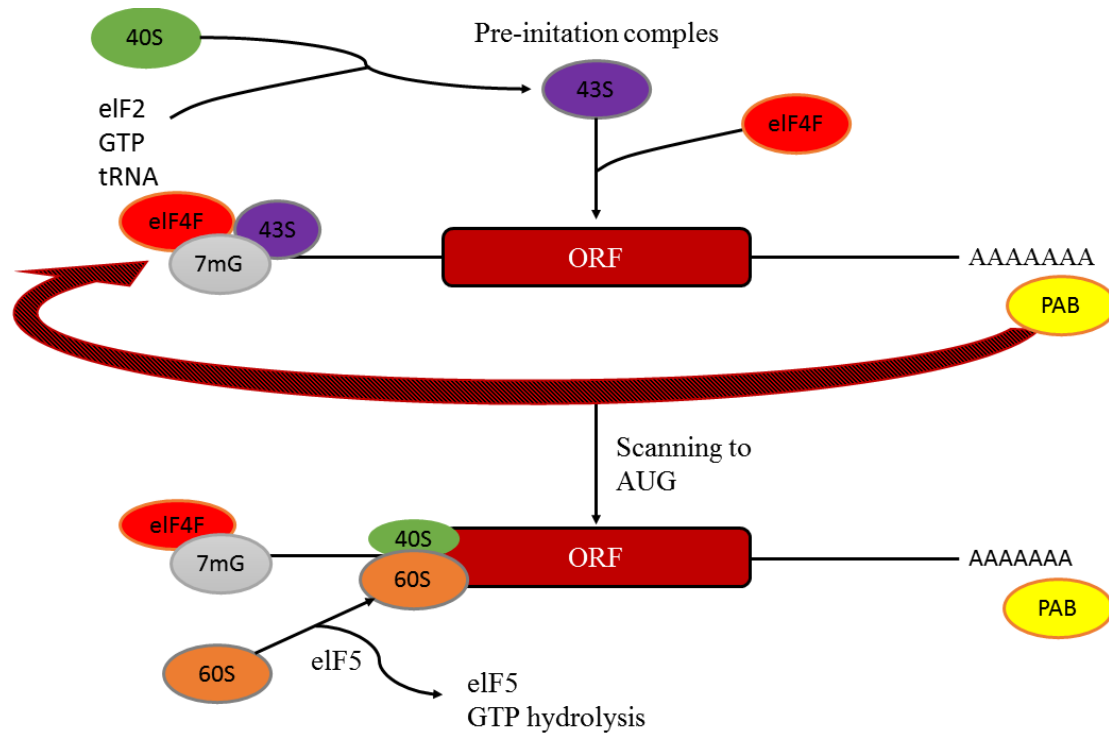 40S
Pre-initation comples
43S
eIF4F
eIF2
GTP
tRNA
eIF4F
43S
7mG
ORF
AAAAAAA
PAB
Scanning to
AUG
eIF4F
7mG
40S
60S
ORF
AAAAAAA
PAB
60S
eIF5
eIF5
GTP hydrolysis